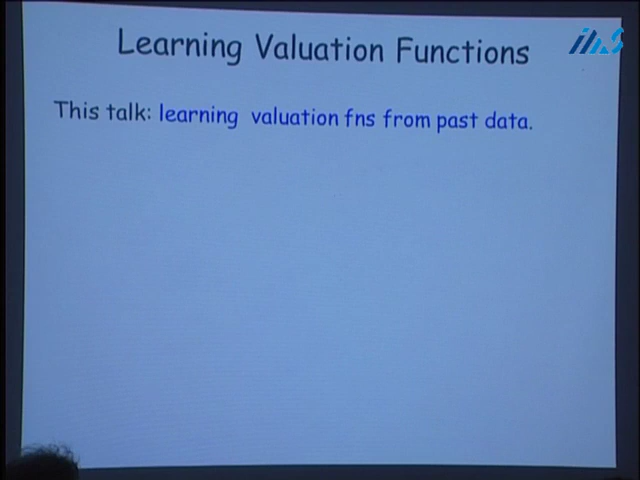 Learning Valuation Functions
This talk: learning valuation fns from past data.